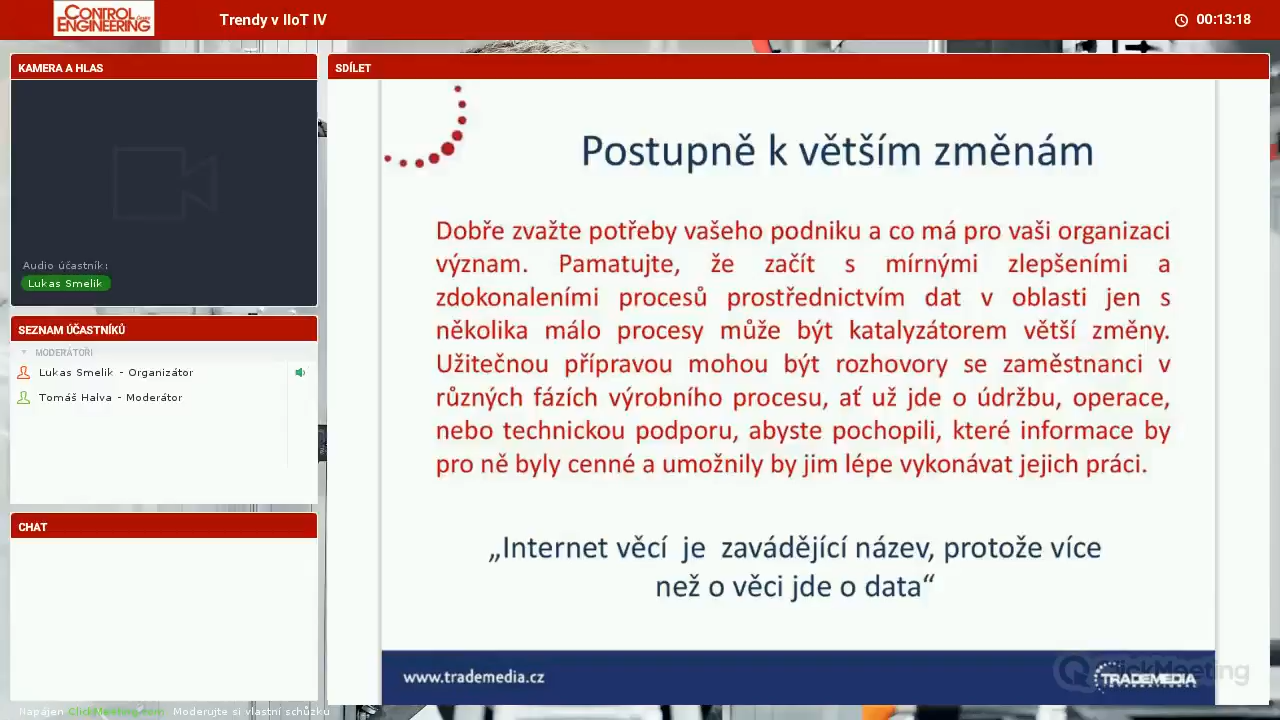 CONTROL
ENGINEERING
Trendy v IIoT IV
00:13:18
KAMERA A HLAS
Audio účastník:
Lukas Smelik
SEZNAM ÚČASTNÍKŮ
MODERÁTOŘI
Lukas Smelik - Organizátor
Tomáš Halva - Moderátor
CHAT
Napájen ClickMeeting.com Moderujte si vlastní schůzku
SDÍLET
Postupně k větším změnám
Dobře zvažte potřeby vašeho podniku a co má pro vaši organizaci
význam. Pamatujte, že začít s mírnými zlepšeními a
zdokonaleními procesů prostřednictvím dat v oblasti jen s
několika málo procesy může být katalyzátorem větší změny.
Užitečnou přípravou mohou být rozhovory se zaměstnanci v
různých fázích výrobního procesu, ať už jde o údržbu, operace,
nebo technickou podporu, abyste pochopili, které informace by
pro ně byly cenné a umožnily by jim lépe vykonávat jejich práci.
„Internet věcí je zavádějící název, protože více
než o věci jde o data“
www.trademedia.cz
TRADEMEDIA
INTERNATIONAL
ClickMeeting